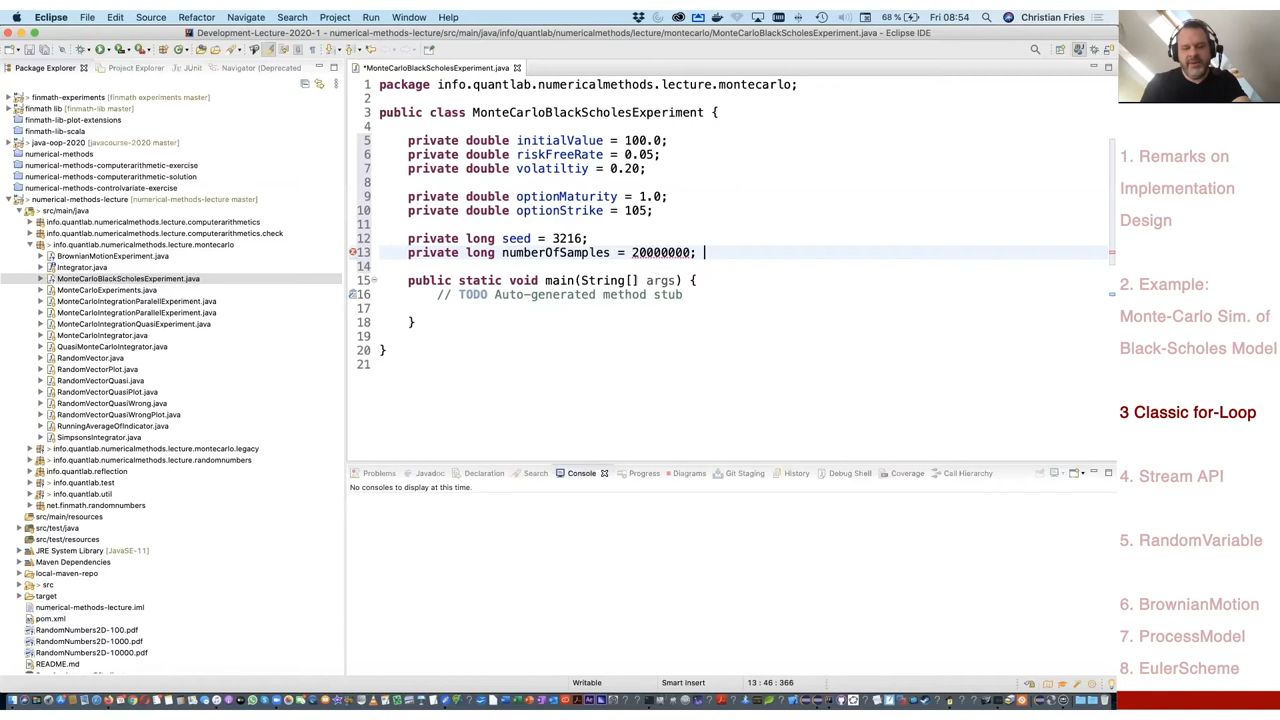 Eclipse File Edit Source Refactor Navigate Search Project Run Window Help 68 % Fri 08:54 Christian Fries
Development-Lecture-2020-1 - numerical-methods-lecture/src/main/java/info/quantlab/numericalmethods/lecture/montecarlo/MonteCarloBlackScholesExperiment.java - Eclipse IDE
Package Explorer Project Explorer JUnit Navigator (Deprecated
*MonteCarloBlackScholesExperiment.java
finmath-experiments [finmath experiments master]
finmath lib [finmath-lib master]
finmath-lib-plot-extensions
finmath-lib-scala
java-oop-2020 [javacourse-2020 master]
numerical-methods
numerical-methods-computerarithmetic-exercise
numerical-methods-computerarithmetic-solution
numerical-methods-controlvariate-exercise
numerical-methods-lecture [numerical-methods-lecture master]
src/main/java
info.quantlab.numericalmethods.lecture.computerarithmetics
info.quantlab.numericalmethods.lecture.computerarithmetics.check
info.quantlab.numericalmethods.lecture.montecarlo
BrownianMotionExperiment.java
Integrator.java
MonteCarloBlackScholesExperiment.java
MonteCarloExperiments.java
MonteCarloIntegrationParallelExperiment.java
MonteCarloIntegrationParallelExperiment.java
MonteCarloIntegrationQuasiExperiment.java
MonteCarloIntegrator.java
QuasiMonteCarloIntegrator.java
RandomVector.java
RandomVectorPlot.java
RandomVectorQuasi.java
RandomVectorQuasiPlot.java
RandomVectorQuasiWrong.java
RandomVectorQuasiWrongPlot.java
RunningAverageOfIndicator.java
SimpsonsIntegrator.java
info.quantlab.numericalmethods.lecture.montecarlo.legacy
info.quantlab.numericalmethods.lecture.randomnumbers
info.quantlab.reflection
info.quantlab.test
info.quantlab.util
net.finmath.randomnumbers
src/main/resources
src/test/java
src/test/resources
JRE System Library [JavaSE-11]
Maven Dependencies
local-maven-repo
src
target
numerical-methods-lecture.iml
pom.xml
RandomNumbers2D-100.pdf
RandomNumbers2D-1000.pdf
RandomNumbers2D-10000.pdf
README.md
1 package info.quantlab.numericalmethods.lecture.montecarlo;
2
3 public class MonteCarloBlackScholesExperiment {
4
5 private double initialValue = 100.0;
6 private double riskFreeRate = 0.05;
7 private double volatiltiy = 0.20;
8
9 private double optionMaturity = 1.0;
10 private double optionStrike = 105;
11
12 private long seed = 3216;
13 private long numberOfSamples = 20000000;
14
15 public static void main(String[] args) {
16 // TODO Auto-generated method stub
17
18 }
19
20 }
21
Problems Javadoc Declaration Search Console Progress Diagrams Git Staging History Debug Shell Coverage Call Hierarchy
No consoles to display at this time.
Writable Smart Insert 13 : 46 : 366
1. Remarks on
Implementation
Design
2. Example:
Monte-Carlo Sim. of
Black-Scholes Model
3 Classic for-Loop
4. Stream API
5. RandomVariable
6. BrownianMotion
7. ProcessModel
8. EulerScheme